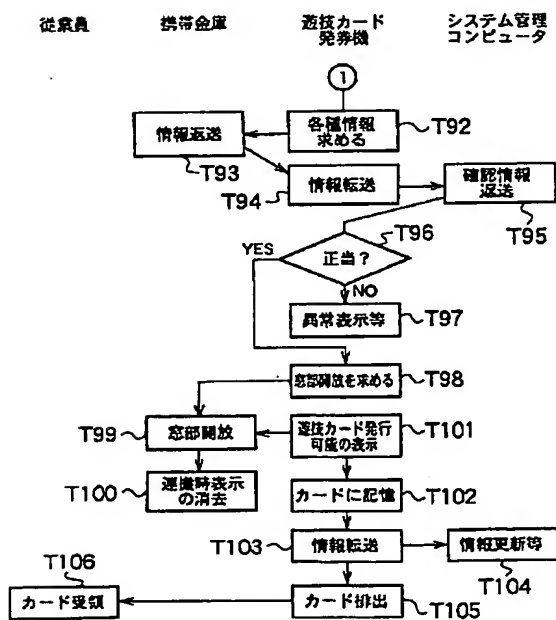 従業員
携帯金庫
遊技カード
発券機
システム管理
コンピュータ
1
各種情報
求める
T92
情報返送
T93
情報転送
T94
確認情報
返送
T95
正当?
T96
YES
NO
異常表示等
T97
窓部開放を求める
T98
窓部開放
T99
遊技カード発行
可能の表示
T101
運搬時表示
の消去
T100
カードに記憶
T102
情報転送
T103
情報更新等
T104
カード排出
T105
T106
カード受領